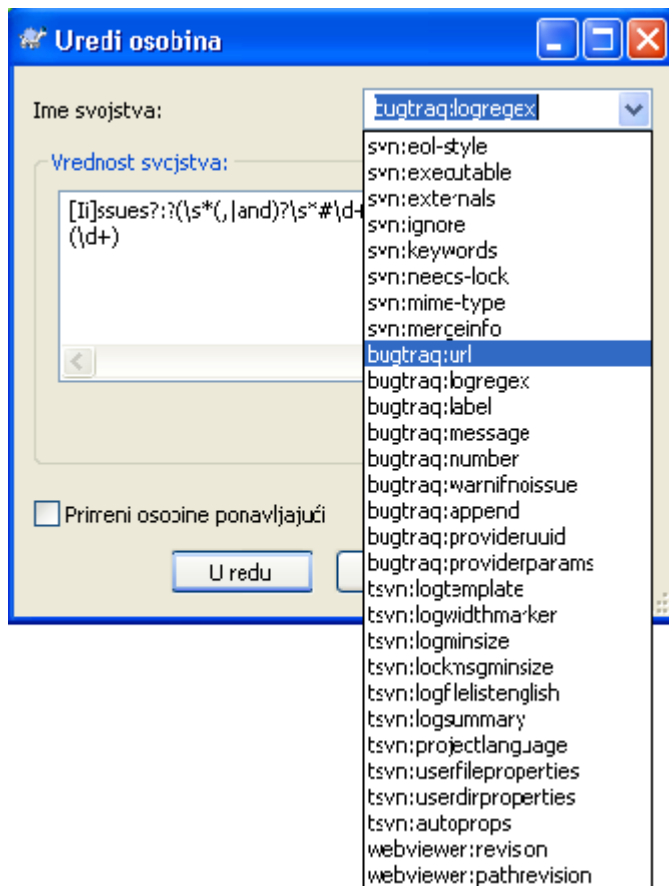 Uredi osobina
Ime svojstva:
bugtraq:logregex
Vrednost svojstva:
[Ii]ssues?:?(\s*(,|and)?\s*#\d+
(\d+)
Primeni osobine ponavljajući
U redu
svn:eol-style
svn:executable
svn:externals
svn:ignore
svn:keywords
svn:needs-lock
svn:mime-type
svn:mergeinfo
bugtraq:url
bugtraq:logregex
bugtraq:label
bugtraq:message
bugtraq:number
bugtraq:warnifnoissue
bugtraq:append
bugtraq:provideruuid
bugtraq:providerparams
tsvn:logtemplate
tsvn:logwidthmarker
tsvn:logminsize
tsvn:lockmsgminsize
tsvn:logfilelistenglish
tsvn:logsummary
tsvn:projectlanguage
tsvn:userfileproperties
tsvn:userdirproperties
tsvn:autoprops
webviewer:revision
webviewer:pathrevision